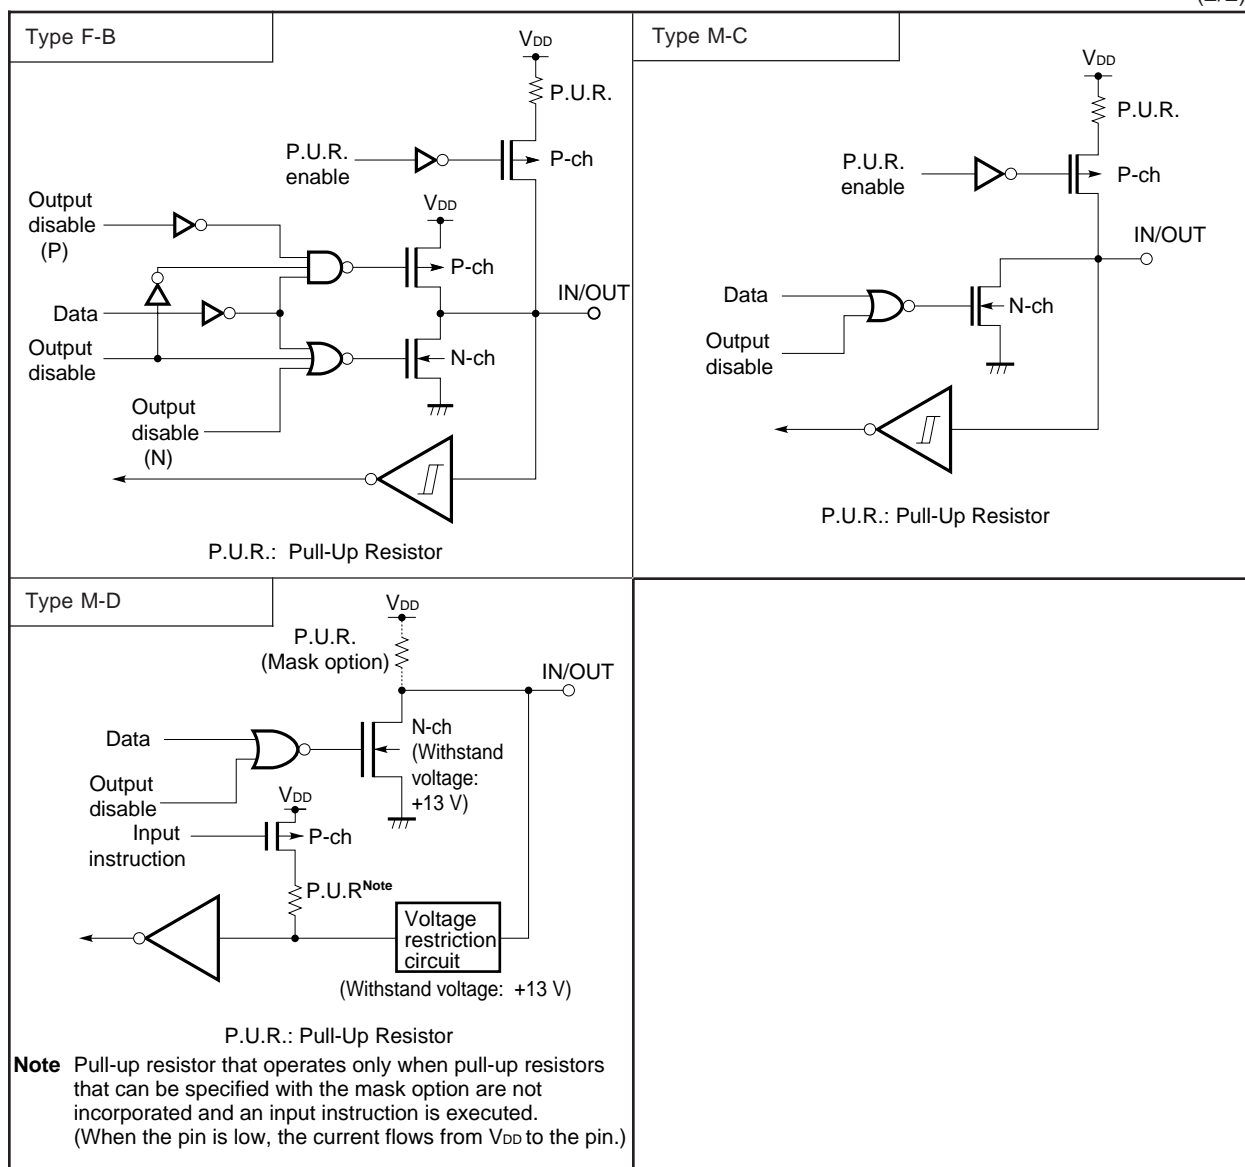 Type F-B
VDD
P.U.R.
P.U.R.
enable
P-ch
Output
disable
(P)
VDD
P-ch
IN/OUT
Data
Output
disable
N-ch
Output
disable
(N)
P.U.R.: Pull-Up Resistor
Type M-C
VDD
P.U.R.
P.U.R.
enable
P-ch
IN/OUT
Data
N-ch
Output
disable
P.U.R.: Pull-Up Resistor
Type M-D
VDD
P.U.R.
(Mask option)
IN/OUT
N-ch
(Withstand
voltage:
+13 V)
Data
Output
disable
VDD
Input
instruction
P-ch
P.U.RNote
Voltage
restriction
circuit
(Withstand voltage: +13 V)
P.U.R.: Pull-Up Resistor
Note Pull-up resistor that operates only when pull-up resistors
that can be specified with the mask option are not
incorporated and an input instruction is executed.
(When the pin is low, the current flows from VDD to the pin.)